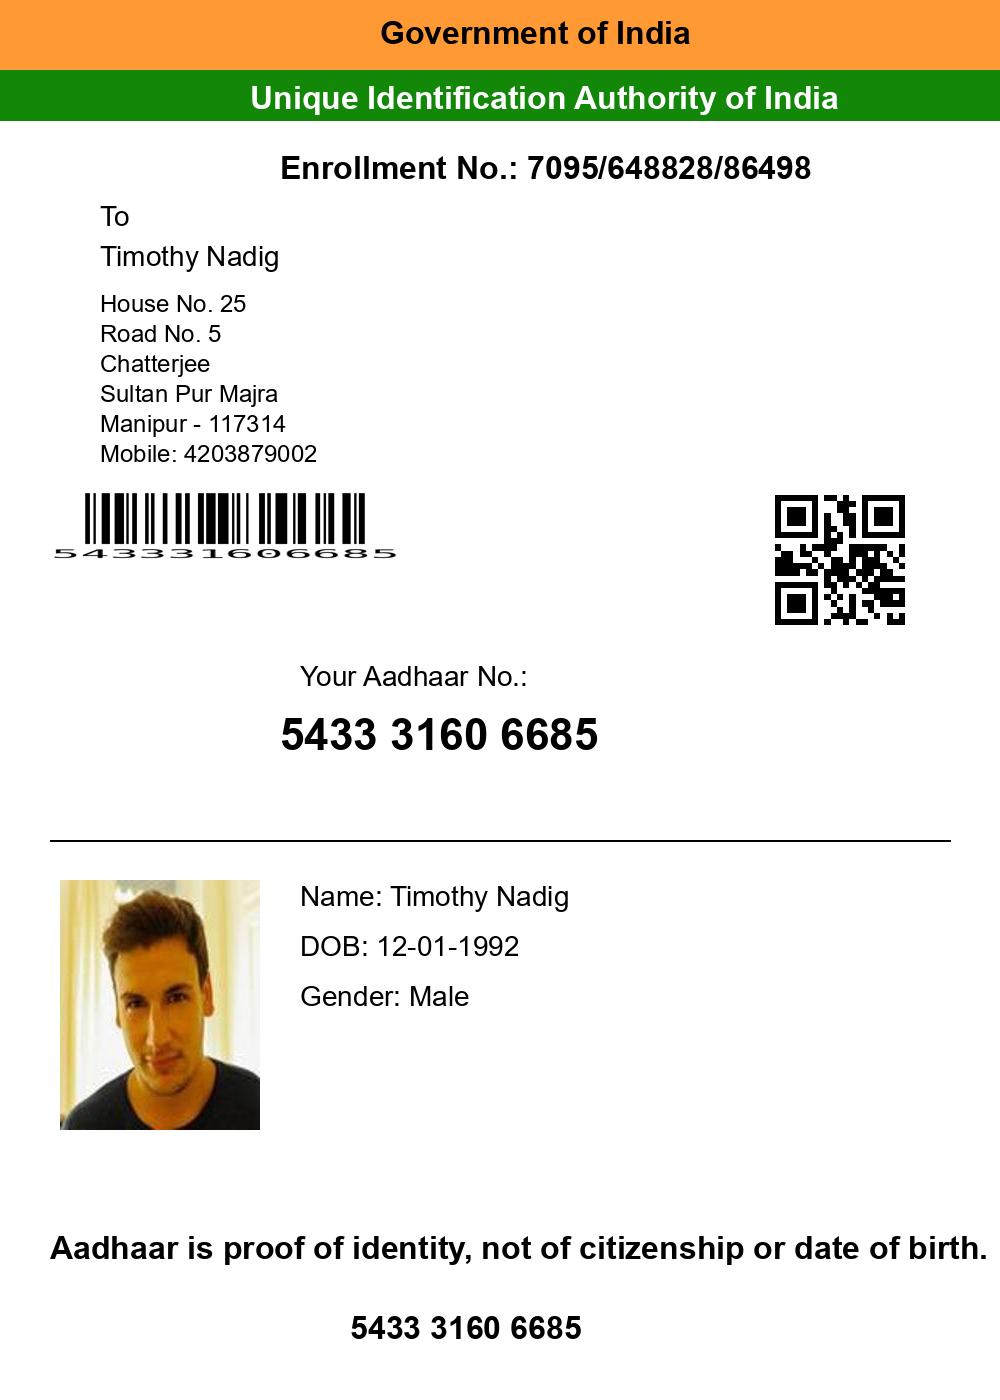 Government of India
Unique Identification Authority of India
Enrollment No.: 7095/648828/86498
To
Timothy Nadig
House No. 25
Road No. 5
Chatterjee
Sultan Pur Majra
Manipur - 117314
Mobile: 4203879002
543331606685
Your Aadhaar No.:
5433 3160 6685
Name: Timothy Nadig
DOB: 12-01-1992
Gender: Male
Aadhaar is proof of identity, not of citizenship or date of birth.
5433 3160 6685